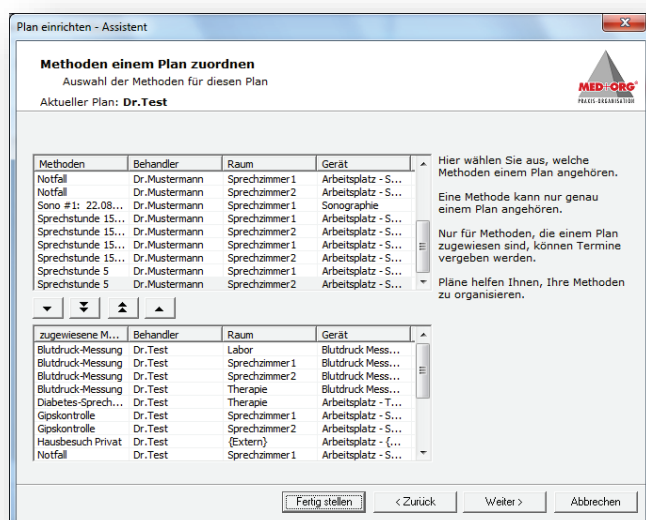 Plan einrichten - Assistent
Methoden einem Plan zuordnen
Auswahl der Methoden für diesen Plan
Aktueller Plan: Dr.Test
MED+ORG
PRAXIS-ORGANISATION
Methoden Behandler Raum Gerät
Notfall Dr.Mustermann Sprechzimmer1 Arbeitsplatz - S...
Notfall Dr.Mustermann Sprechzimmer2 Arbeitsplatz - S...
Sono #1: 22.08... Dr.Mustermann Sprechzimmer1 Sonographie
Sprechstunde 15... Dr.Mustermann Sprechzimmer1 Arbeitsplatz - S...
Sprechstunde 15... Dr.Mustermann Sprechzimmer2 Arbeitsplatz - S...
Sprechstunde 15... Dr.Mustermann Sprechzimmer1 Arbeitsplatz - S...
Sprechstunde 15... Dr.Mustermann Sprechzimmer2 Arbeitsplatz - S...
Sprechstunde 5 Dr.Mustermann Sprechzimmer1 Arbeitsplatz - S...
Sprechstunde 5 Dr.Mustermann Sprechzimmer2 Arbeitsplatz - S...
Hier wählen Sie aus, welche
Methoden einem Plan angehören.
Eine Methode kann nur genau
einem Plan angehören.
Nur für Methoden, die einem Plan
zugewiesen sind, können Termine
vergeben werden.
Pläne helfen Ihnen, Ihre Methoden
zu organisieren.
zugewiesene M... Behandler Raum Gerät
Blutdruck-Messung Dr.Test Labor Blutdruck Mess...
Blutdruck-Messung Dr.Test Sprechzimmer1 Blutdruck Mess...
Blutdruck-Messung Dr.Test Sprechzimmer2 Blutdruck Mess...
Blutdruck-Messung Dr.Test Therapie Blutdruck Mess...
Diabetes-Sprech... Dr.Test Therapie Arbeitsplatz - T...
Gipskontrolle Dr.Test Sprechzimmer1 Arbeitsplatz - S...
Gipskontrolle Dr.Test Sprechzimmer2 Arbeitsplatz - S...
Hausbesuch Privat Dr.Test {Extern} Arbeitsplatz - {...
Notfall Dr.Test Sprechzimmer1 Arbeitsplatz - S...
Fertig stellen < Zurück Weiter > Abbrechen